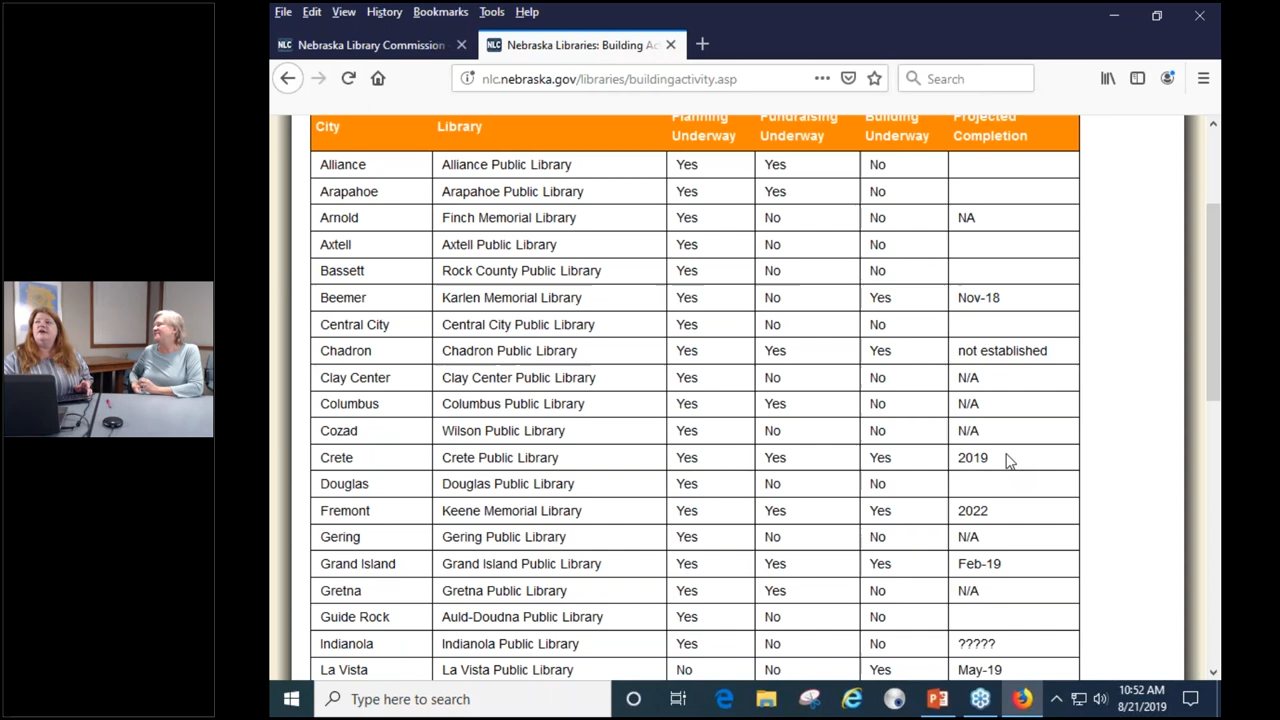 File Edit View History Bookmarks Tools Help
NLC Nebraska Library Commission
NLC Nebraska Libraries: Building Ac
nlc.nebraska.gov/libraries/buildingactivity.asp
Search
City Library Planning Underway Fundraising Underway Building Underway Projected Completion
Alliance Alliance Public Library Yes Yes No
Arapahoe Arapahoe Public Library Yes Yes No
Arnold Finch Memorial Library Yes No No NA
Axtell Axtell Public Library Yes No No
Bassett Rock County Public Library Yes No No
Beemer Karlen Memorial Library Yes No Yes Nov-18
Central City Central City Public Library Yes No No
Chadron Chadron Public Library Yes Yes Yes not established
Clay Center Clay Center Public Library Yes No No N/A
Columbus Columbus Public Library Yes Yes No N/A
Cozad Wilson Public Library Yes No No N/A
Crete Crete Public Library Yes Yes Yes 2019
Douglas Douglas Public Library Yes No No
Fremont Keene Memorial Library Yes Yes Yes 2022
Gering Gering Public Library Yes No No N/A
Grand Island Grand Island Public Library Yes Yes Yes Feb-19
Gretna Gretna Public Library Yes Yes No N/A
Guide Rock Auld-Doudna Public Library Yes No No
Indianola Indianola Public Library Yes No No ?????
La Vista La Vista Public Library No No Yes May-19
Type here to search
10:52 AM
8/21/2019